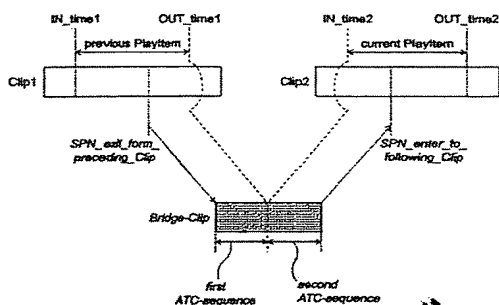 IN_time1
OUT_time1
IN_time2
OUT_time2
previous PlayItem
current PlayItem
Clip1
Clip2
SPN_exit_form_
preceding_Clip
SPN_enter_to_
following_Clip
Bridge-Clip
first
ATC-sequence
second
ATC-sequence